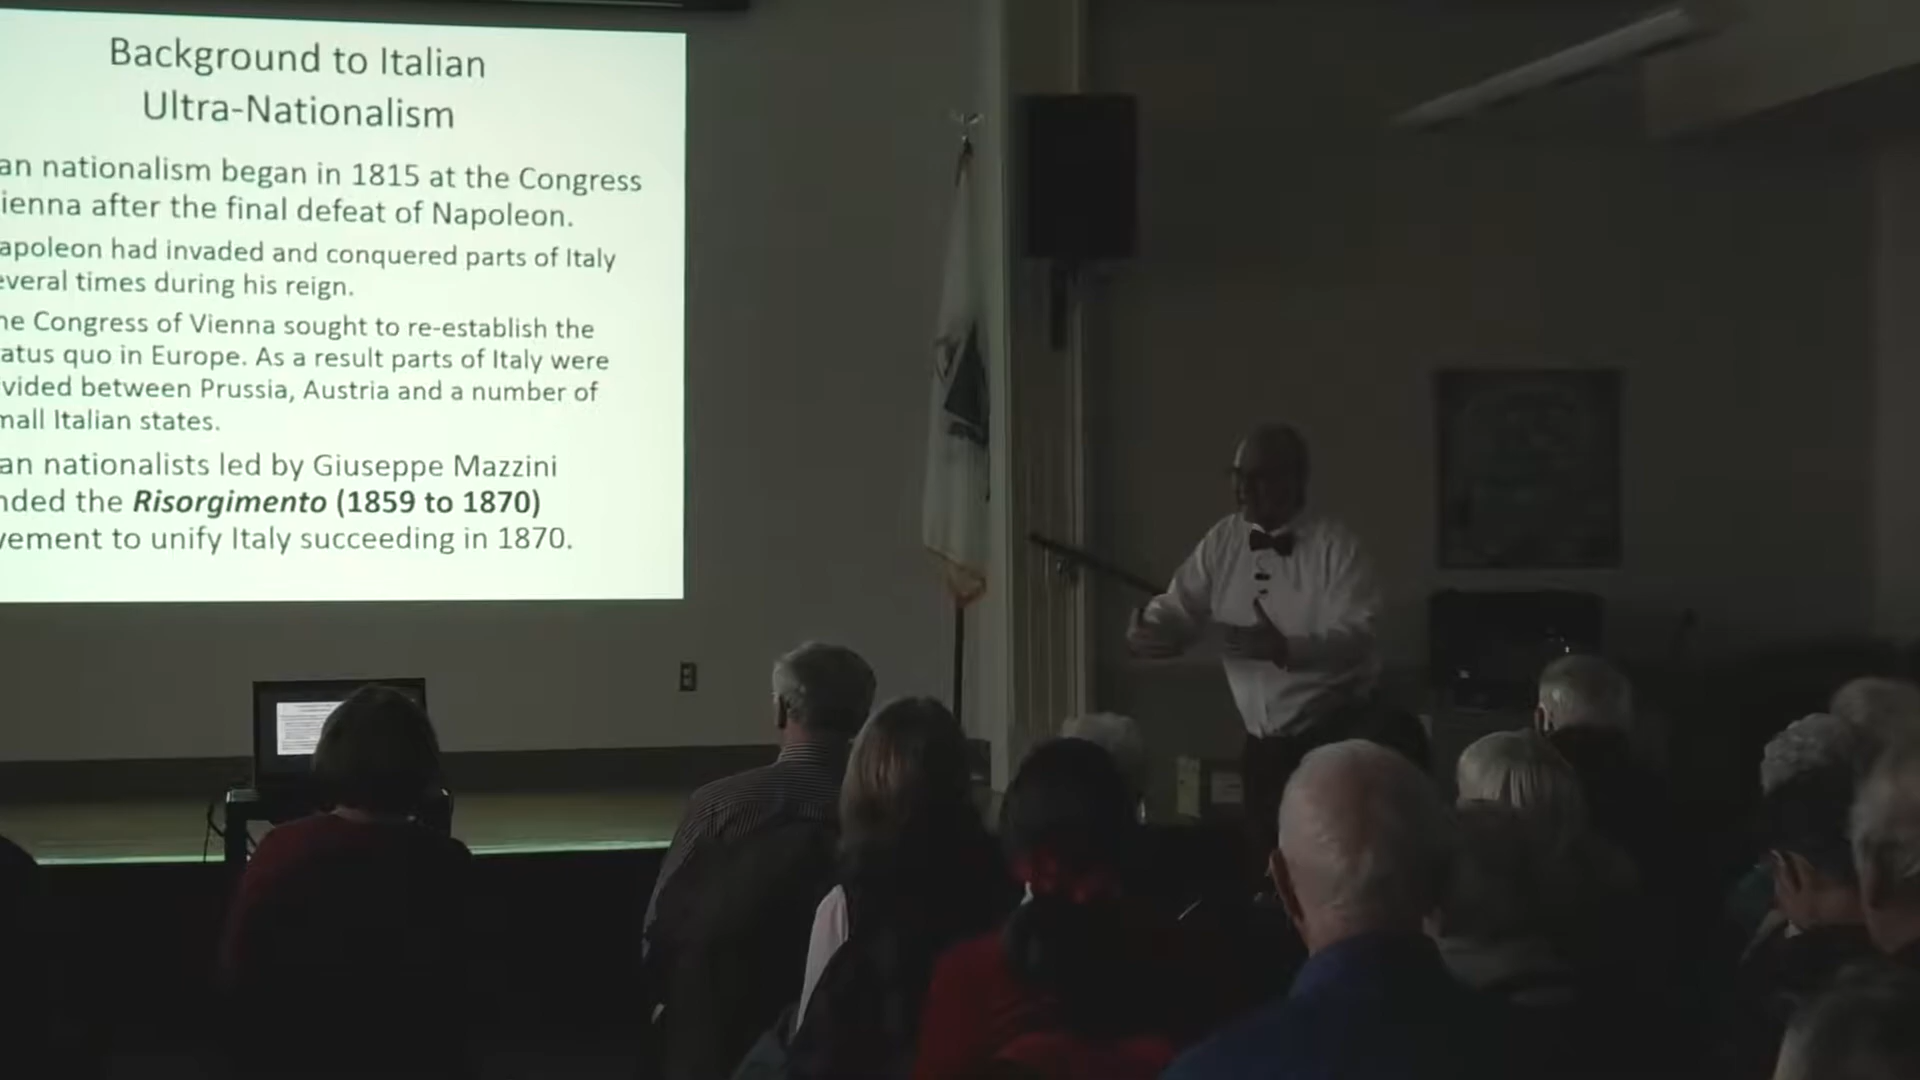 Background to Italian
Ultra-Nationalism
an nationalism began in 1815 at the Congress
ienna after the final defeat of Napoleon.
apoleon had invaded and conquered parts of Italy
everal times during his reign.
he Congress of Vienna sought to re-establish the
atus quo in Europe. As a result parts of Italy were
vided between Prussia, Austria and a number of
mall Italian states.
an nationalists led by Giuseppe Mazzini
nded the Risorgimento (1859 to 1870)
vement to unify Italy succeeding in 1870.